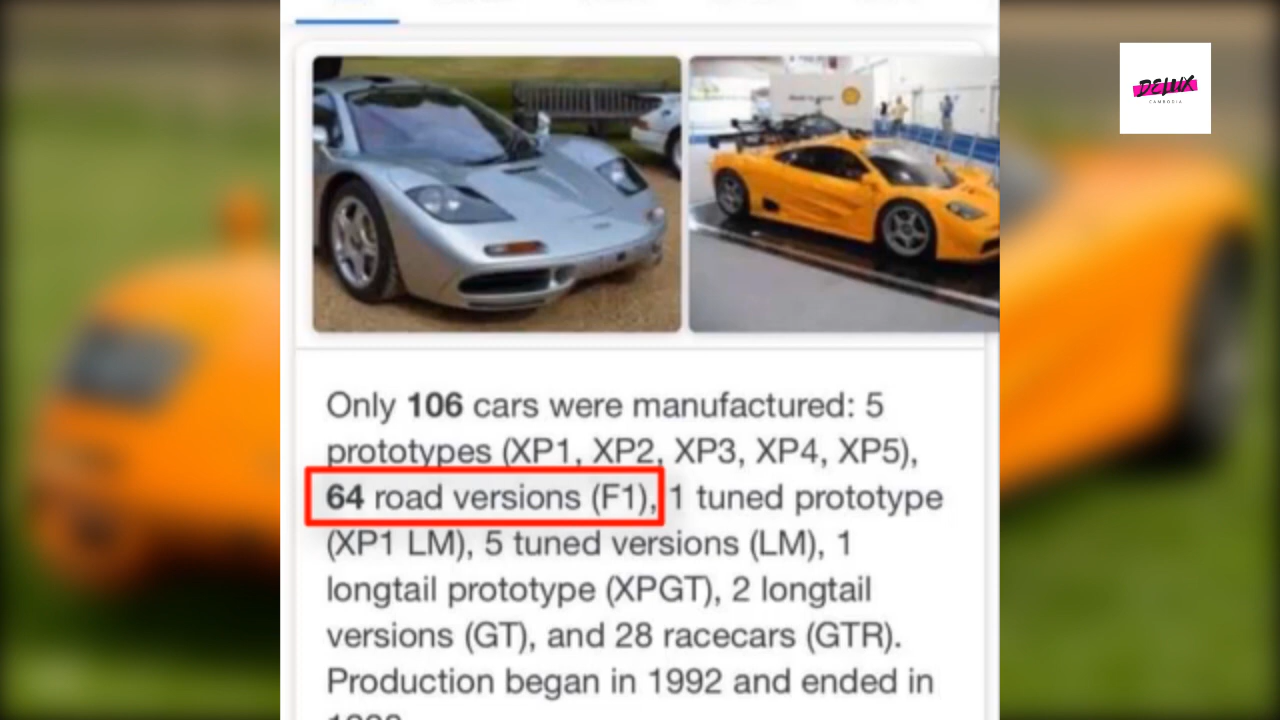 DELUX
CAMBODIA
Only 106 cars were manufactured: 5
prototypes (XP1, XP2, XP3, XP4, XP5),
64 road versions (F1), 1 tuned prototype
(XP1 LM), 5 tuned versions (LM), 1
longtail prototype (XPGT), 2 longtail
versions (GT), and 28 racecars (GTR).
Production began in 1992 and ended in